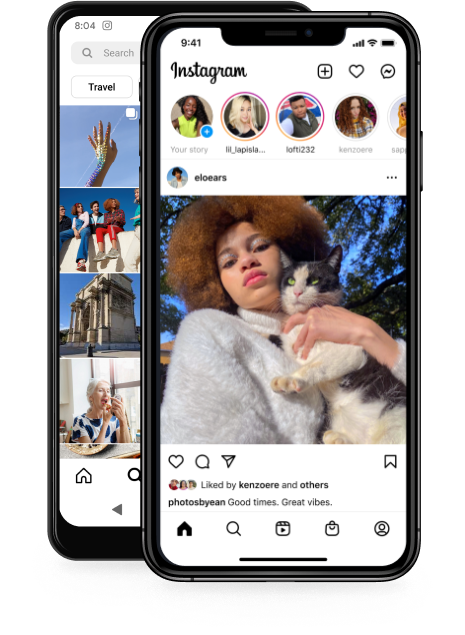 8:04
Search
Travel
9:41
Instagram
Your story
lil_lapisla...
lofti232
kenzoere
sapp
eloears
Liked by kenzoere and others
photosbyean Good times. Great vibes.